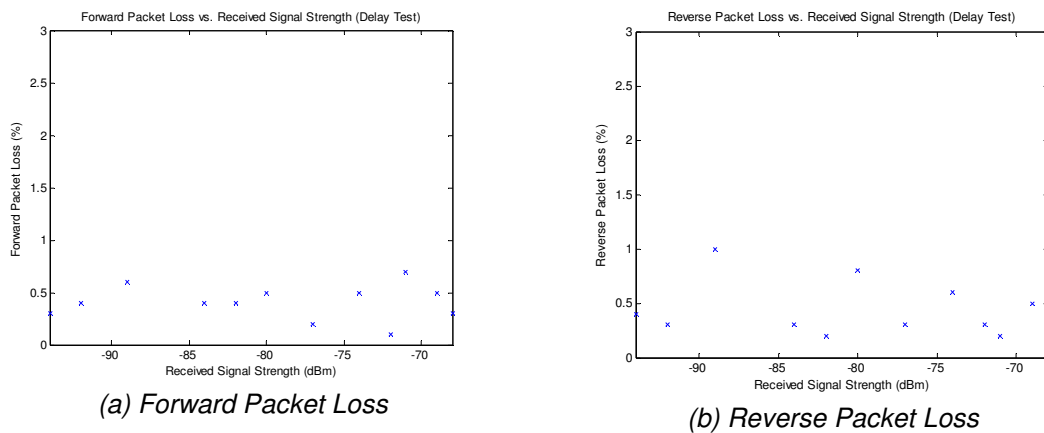 Forward Packet Loss vs. Received Signal Strength (Delay Test)
3
2.5
2
1.5
1
0.5
0
Forward Packet Loss (%)
-90 -85 -80 -75 -70
Received Signal Strength (dBm)
(a) Forward Packet Loss
Reverse Packet Loss vs. Received Signal Strength (Delay Test)
3
2.5
2
1.5
1
0.5
0
Reverse Packet Loss (%)
-90 -85 -80 -75 -70
Received Signal Strength (dBm)
(b) Reverse Packet Loss